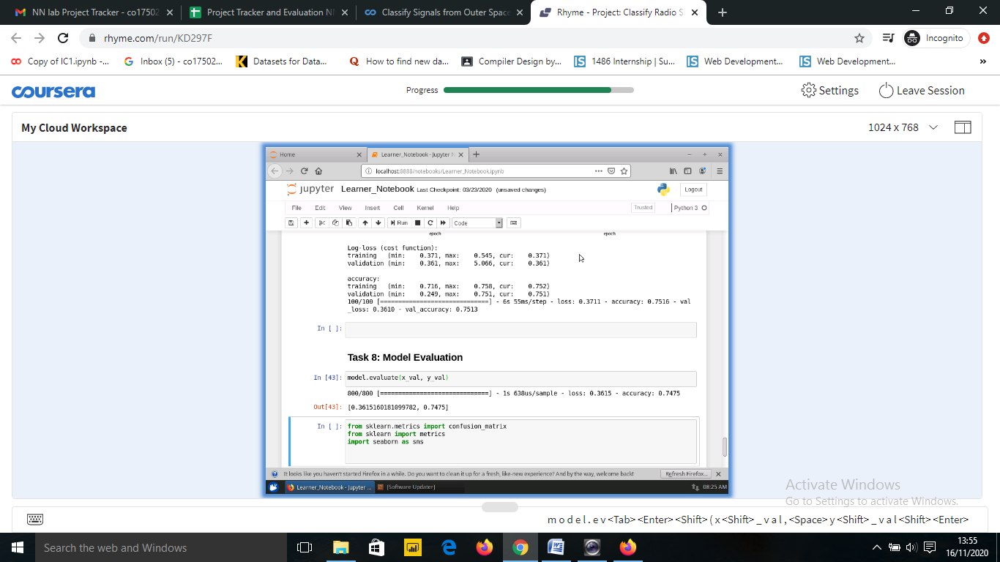 NN lab Project Tracker - co17502
Project Tracker and Evaluation NN
Classify Signals from Outer Space
Rhyme - Project: Classify Radio S
rhyme.com/run/KD297F
Incognito
Copy of IC1.ipynb -...
Inbox (5) - co17502...
Datasets for Data...
How to find new da...
Compiler Design by...
1486 Internship | Su...
Web Development...
Web Development...
coursera
Progress
Settings
Leave Session
My Cloud Workspace
1024 x 768
Home
Learner_Notebook - Jupyter N
localhost:8888/notebooks/Learner_Notebook.ipynb
jupyter Learner_Notebook Last Checkpoint: 03/23/2020 (unsaved changes)
Logout
File Edit View Insert Cell Kernel Help
Trusted
Python 3
Run
Code
epoch
epoch
Log-loss (cost function):
training (min: 0.371, max: 0.545, cur: 0.371)
validation (min: 0.361, max: 5.066, cur: 0.361)
accuracy:
training (min: 0.716, max: 0.758, cur: 0.752)
validation (min: 0.249, max: 0.751, cur: 0.751)
100/100 [==============================] - 6s 55ms/step - loss: 0.3711 - accuracy: 0.7516 - val
_loss: 0.3610 - val_accuracy: 0.7513
In [ ]:
Task 8: Model Evaluation
In [43]: model.evaluate(x_val, y_val)
800/800 [==============================] - 1s 638us/sample - loss: 0.3615 - accuracy: 0.7475
Out[43]: [0.3615160181099782, 0.7475]
In [ ]: from sklearn.metrics import confusion_matrix
from sklearn import metrics
import seaborn as sns
It looks like you haven't started Firefox in a while. Do you want to clean it up for a fresh, like-new experience? And by the way, welcome back!
Refresh Firefox...
Learner_Notebook - Jupyter ...
[Software Updater]
08:25 AM
Activate Windows
Go to Settings to activate Windows.
m o d e l . e v <Tab> <Enter> <Shift> ( x <Shift> _ v a l , <Space> y <Shift> _ v a l <Shift> <Enter>
Search the web and Windows
13:55
16/11/2020